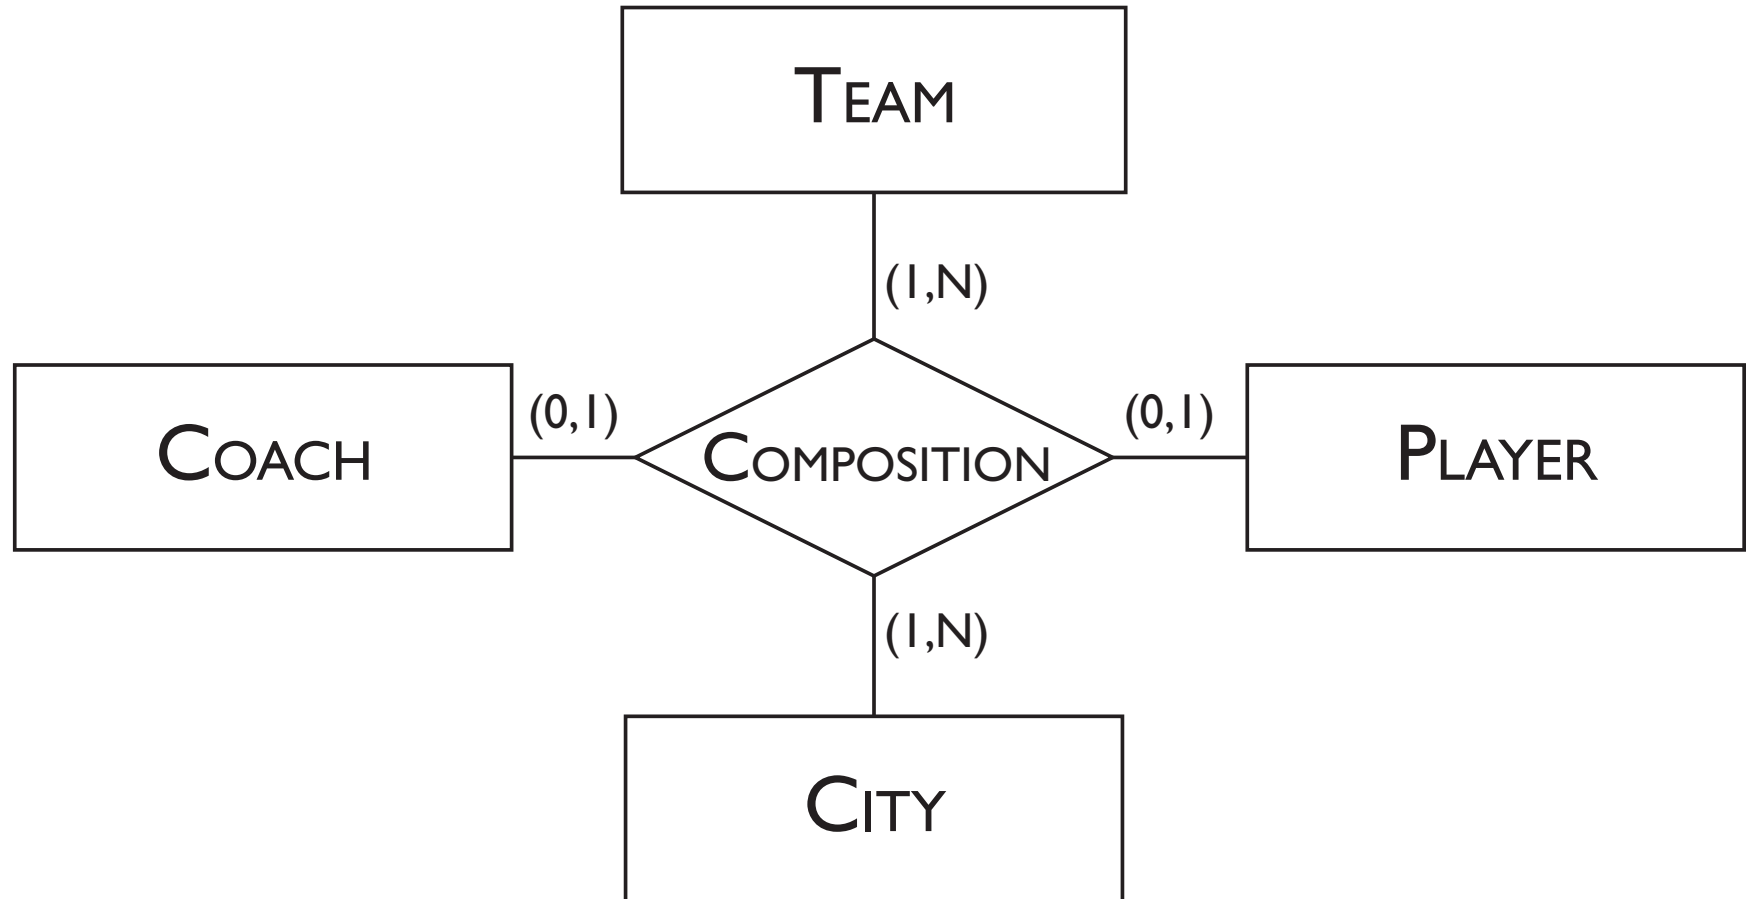 TEAM
(1,N)
COACH
(0,1)
COMPOSITION
(0,1)
PLAYER
(1,N)
CITY